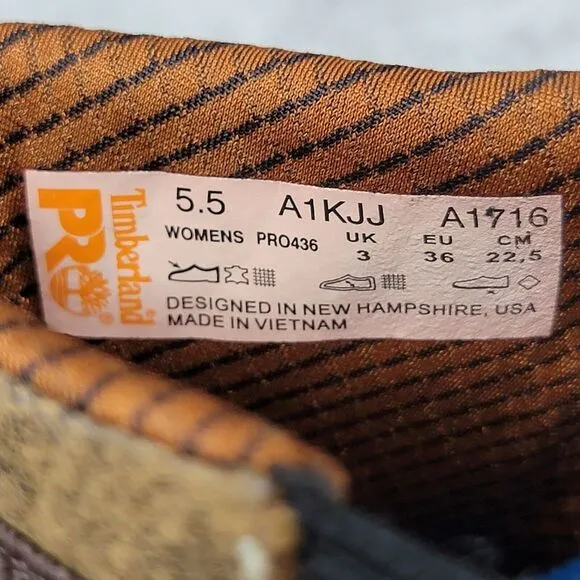 Timberland
PRO
5.5 A1KJJ A1716
WOMENS PRO436 UK EU CM
3 36 22,5
DESIGNED IN NEW HAMPSHIRE, USA
MADE IN VIETNAM